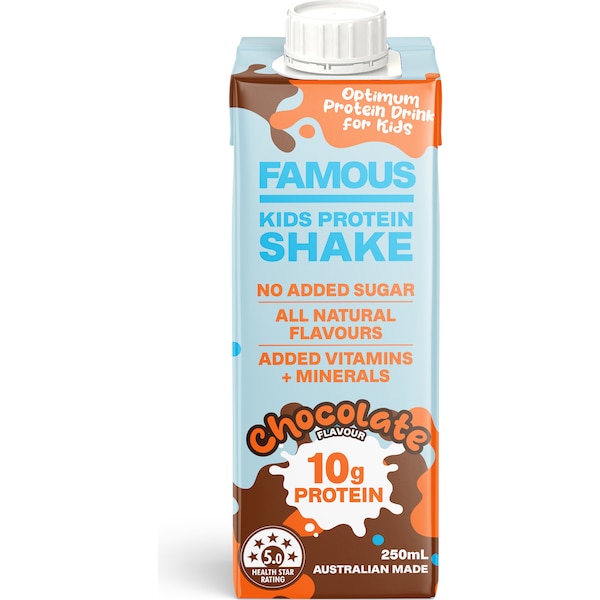 Optimum
Protein Drink
for Kids
FAMOUS
KIDS PROTEIN
SHAKE
NO ADDED SUGAR
ALL NATURAL
FLAVOURS
ADDED VITAMINS
+ MINERALS
Chocolate
FLAVOUR
10g
PROTEIN
5.0
HEALTH STAR
RATING
250mL
AUSTRALIAN MADE